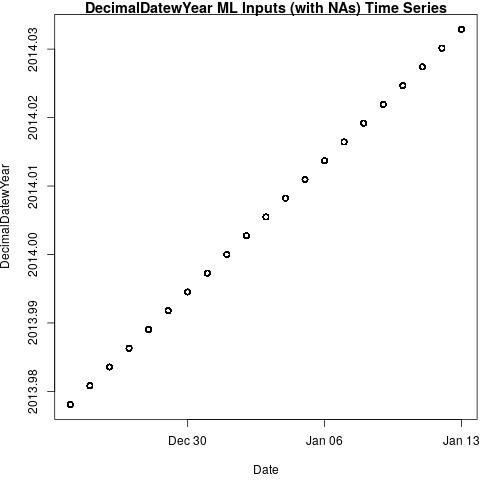 DecimalDatewYear ML Inputs (with NAs) Time Series
DecimalDatewYear
2014.03
2014.02
2014.01
2014.00
2013.99
2013.98
Dec 30
Jan 06
Jan 13
Date